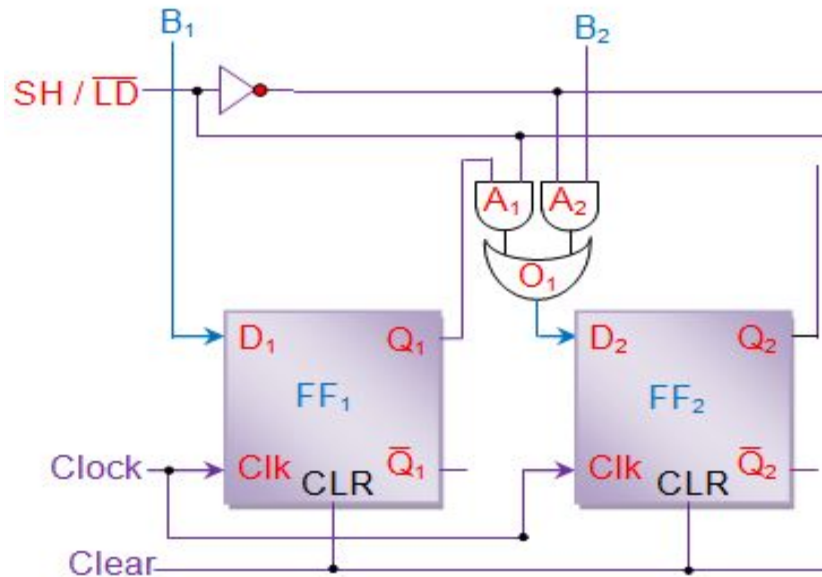 B₁ B₂
SH / L̅D̅
A₁ A₂
O₁
D₁ Q₁ D₂ Q₂
FF₁ FF₂
Clock Clk Q̅₁ Clk Q̅₂
CLR CLR
Clear